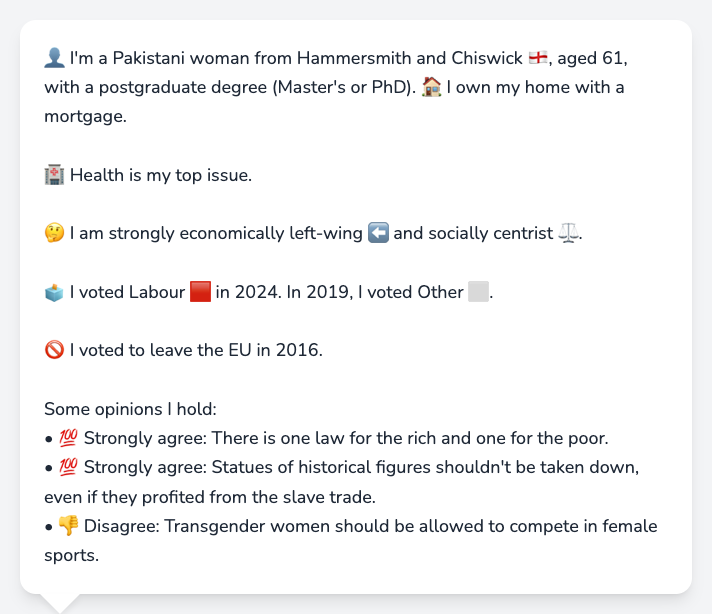 👤 I'm a Pakistani woman from Hammersmith and Chiswick 🏴󠁧󠁢󠁥󠁮󠁧󠁿, aged 61,
with a postgraduate degree (Master's or PhD). 🏠 I own my home with a
mortgage.
🏥 Health is my top issue.
🤔 I am strongly economically left-wing ⬅️ and socially centrist ⚖️.
🗳️ I voted Labour 🟥 in 2024. In 2019, I voted Other ⬜.
🚫 I voted to leave the EU in 2016.
Some opinions I hold:
• 💯 Strongly agree: There is one law for the rich and one for the poor.
• 💯 Strongly agree: Statues of historical figures shouldn't be taken down,
even if they profited from the slave trade.
• 👎 Disagree: Transgender women should be allowed to compete in female
sports.